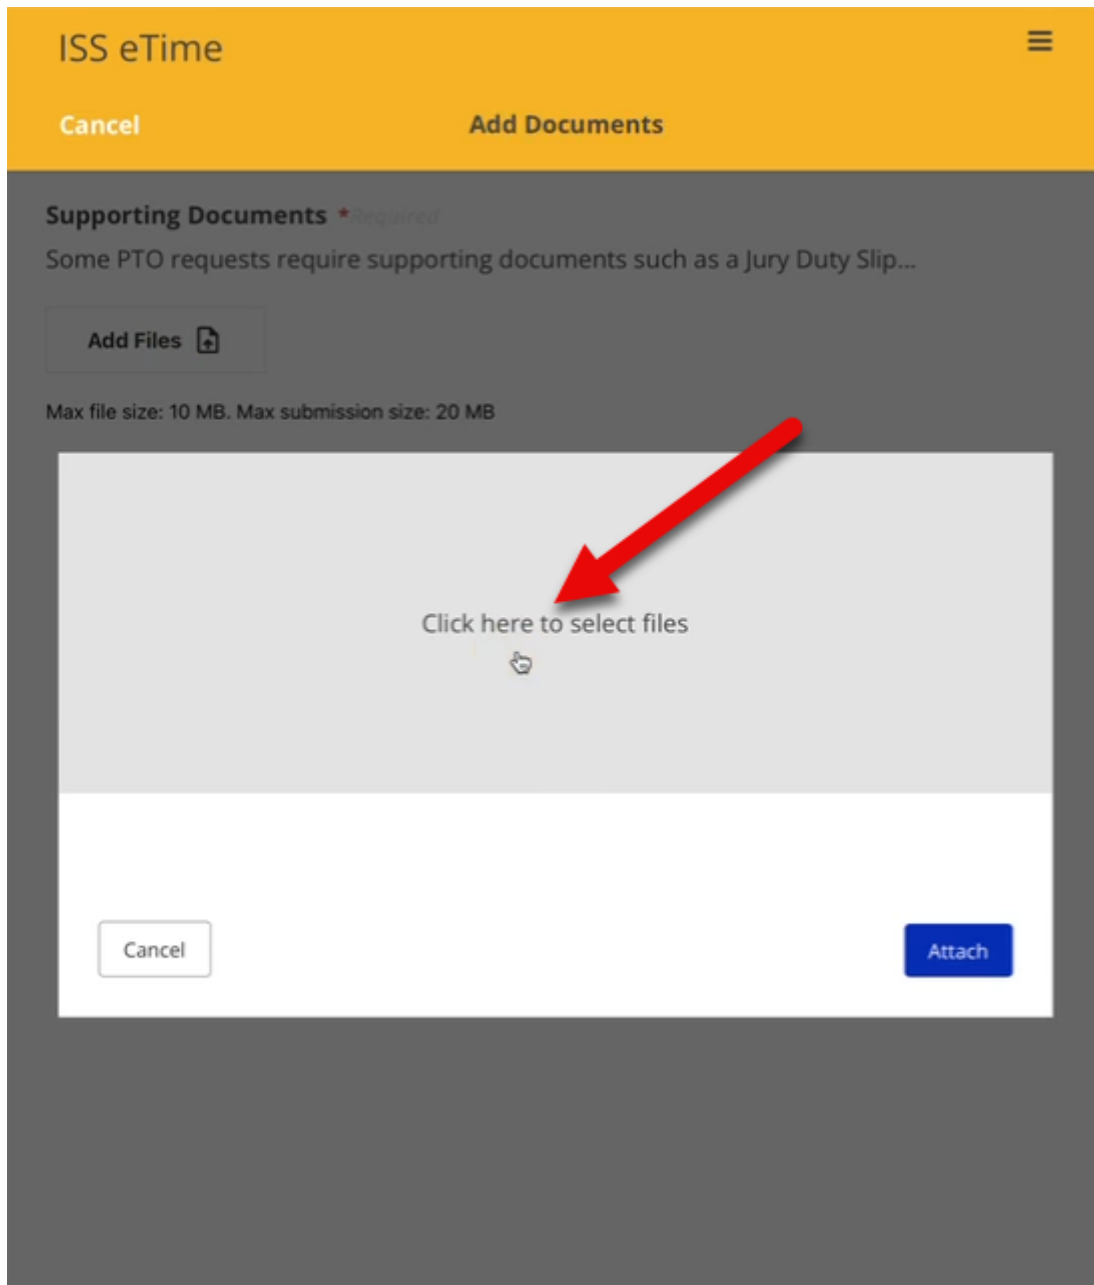 ISS eTime
Cancel
Add Documents
Supporting Documents *Required
Some PTO requests require supporting documents such as a Jury Duty Slip...
Add Files
Max file size: 10 MB. Max submission size: 20 MB
Click here to select files
Cancel
Attach